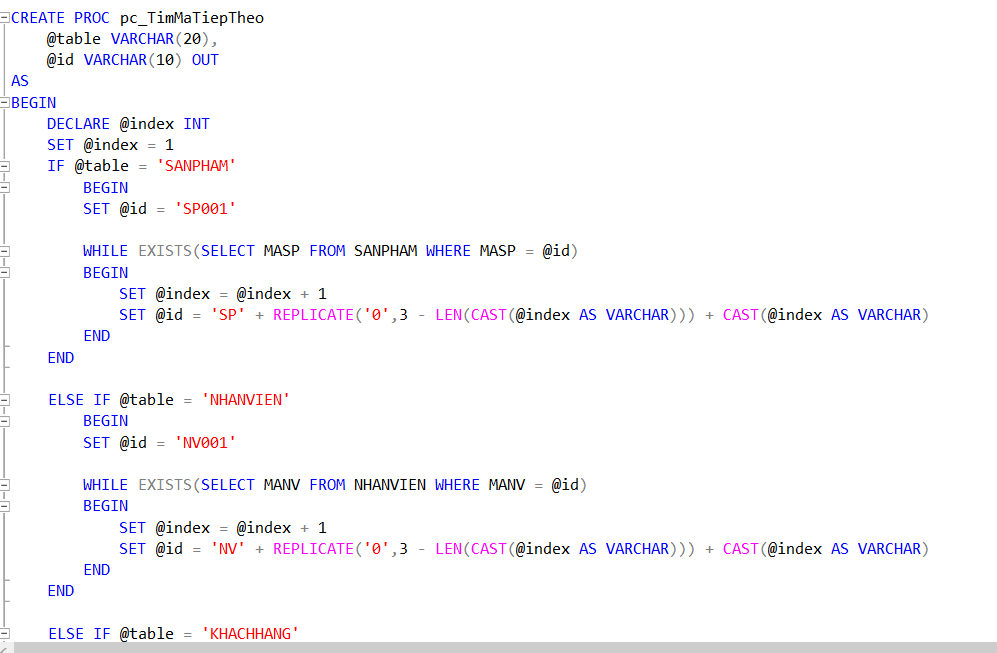 CREATE PROC pc_TimMaTiepTheo
@table VARCHAR(20),
@id VARCHAR(10) OUT
AS
BEGIN
DECLARE @index INT
SET @index = 1
IF @table = 'SANPHAM'
BEGIN
SET @id = 'SP001'
WHILE EXISTS(SELECT MASP FROM SANPHAM WHERE MASP = @id)
BEGIN
SET @index = @index + 1
SET @id = 'SP' + REPLICATE('0',3 - LEN(CAST(@index AS VARCHAR))) + CAST(@index AS VARCHAR)
END
END
ELSE IF @table = 'NHANVIEN'
BEGIN
SET @id = 'NV001'
WHILE EXISTS(SELECT MANV FROM NHANVIEN WHERE MANV = @id)
BEGIN
SET @index = @index + 1
SET @id = 'NV' + REPLICATE('0',3 - LEN(CAST(@index AS VARCHAR))) + CAST(@index AS VARCHAR)
END
END
ELSE IF @table = 'KHACHHANG'